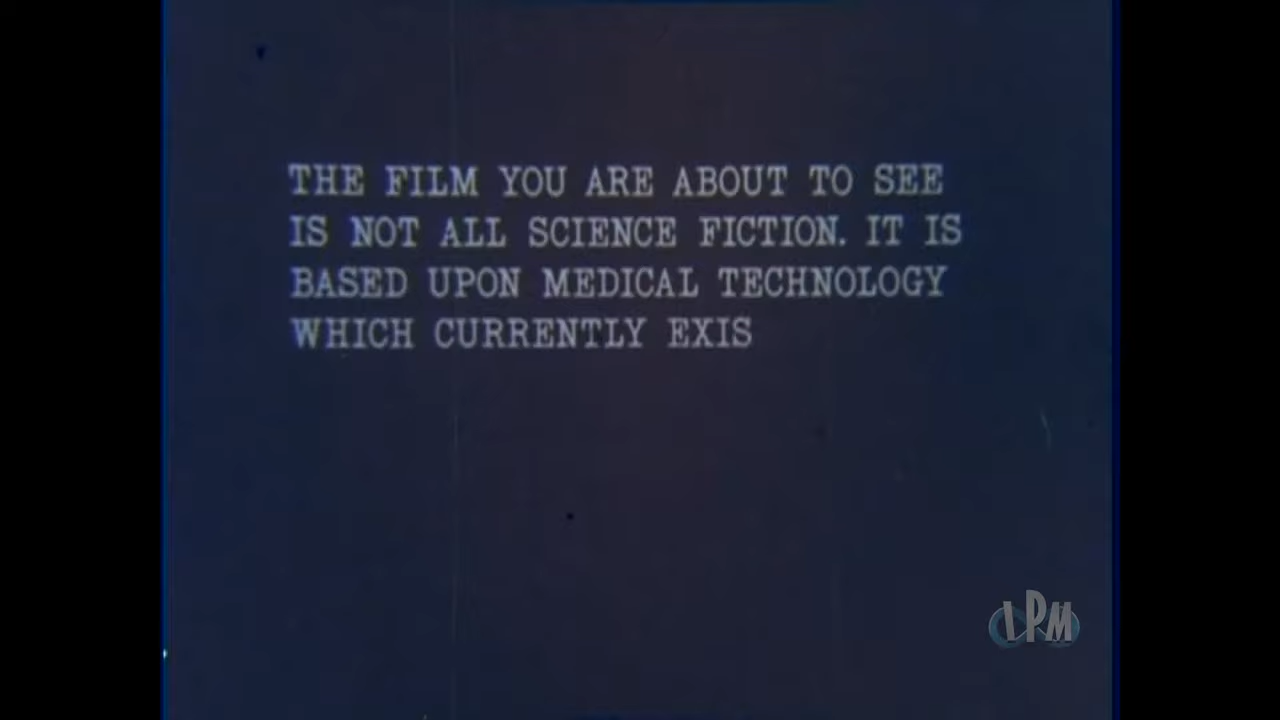 THE FILM YOU ARE ABOUT TO SEE
IS NOT ALL SCIENCE FICTION. IT IS
BASED UPON MEDICAL TECHNOLOGY
WHICH CURRENTLY EXIS
LPM